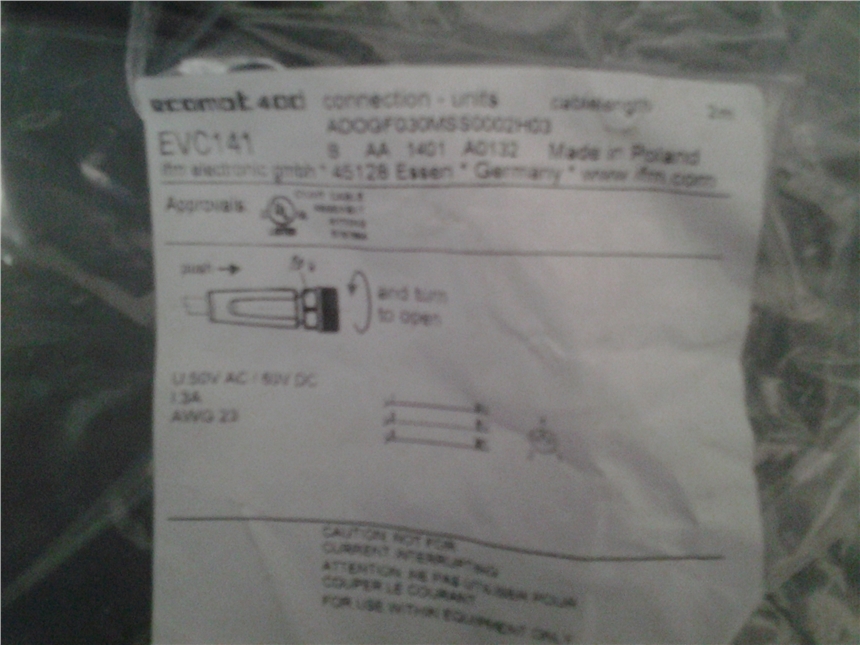 ecomat 400 connection - units cablelength 2m
EVC141 ADOGF030MSS0002H03
B AA 1401 A0132 Made in Poland
ifm electronic gmbh * 45128 Essen * Germany * www.ifm.com
Approvals:
push
and turn
to open
U:50V AC / 60V DC
I:3A
AWG 23
CAUTION: NOT FOR
CURRENT INTERRUPTING
ATTENTION: NE PAS UTILISER POUR
COUPER LE COURANT
FOR USE WITHIN EQUIPMENT ONLY